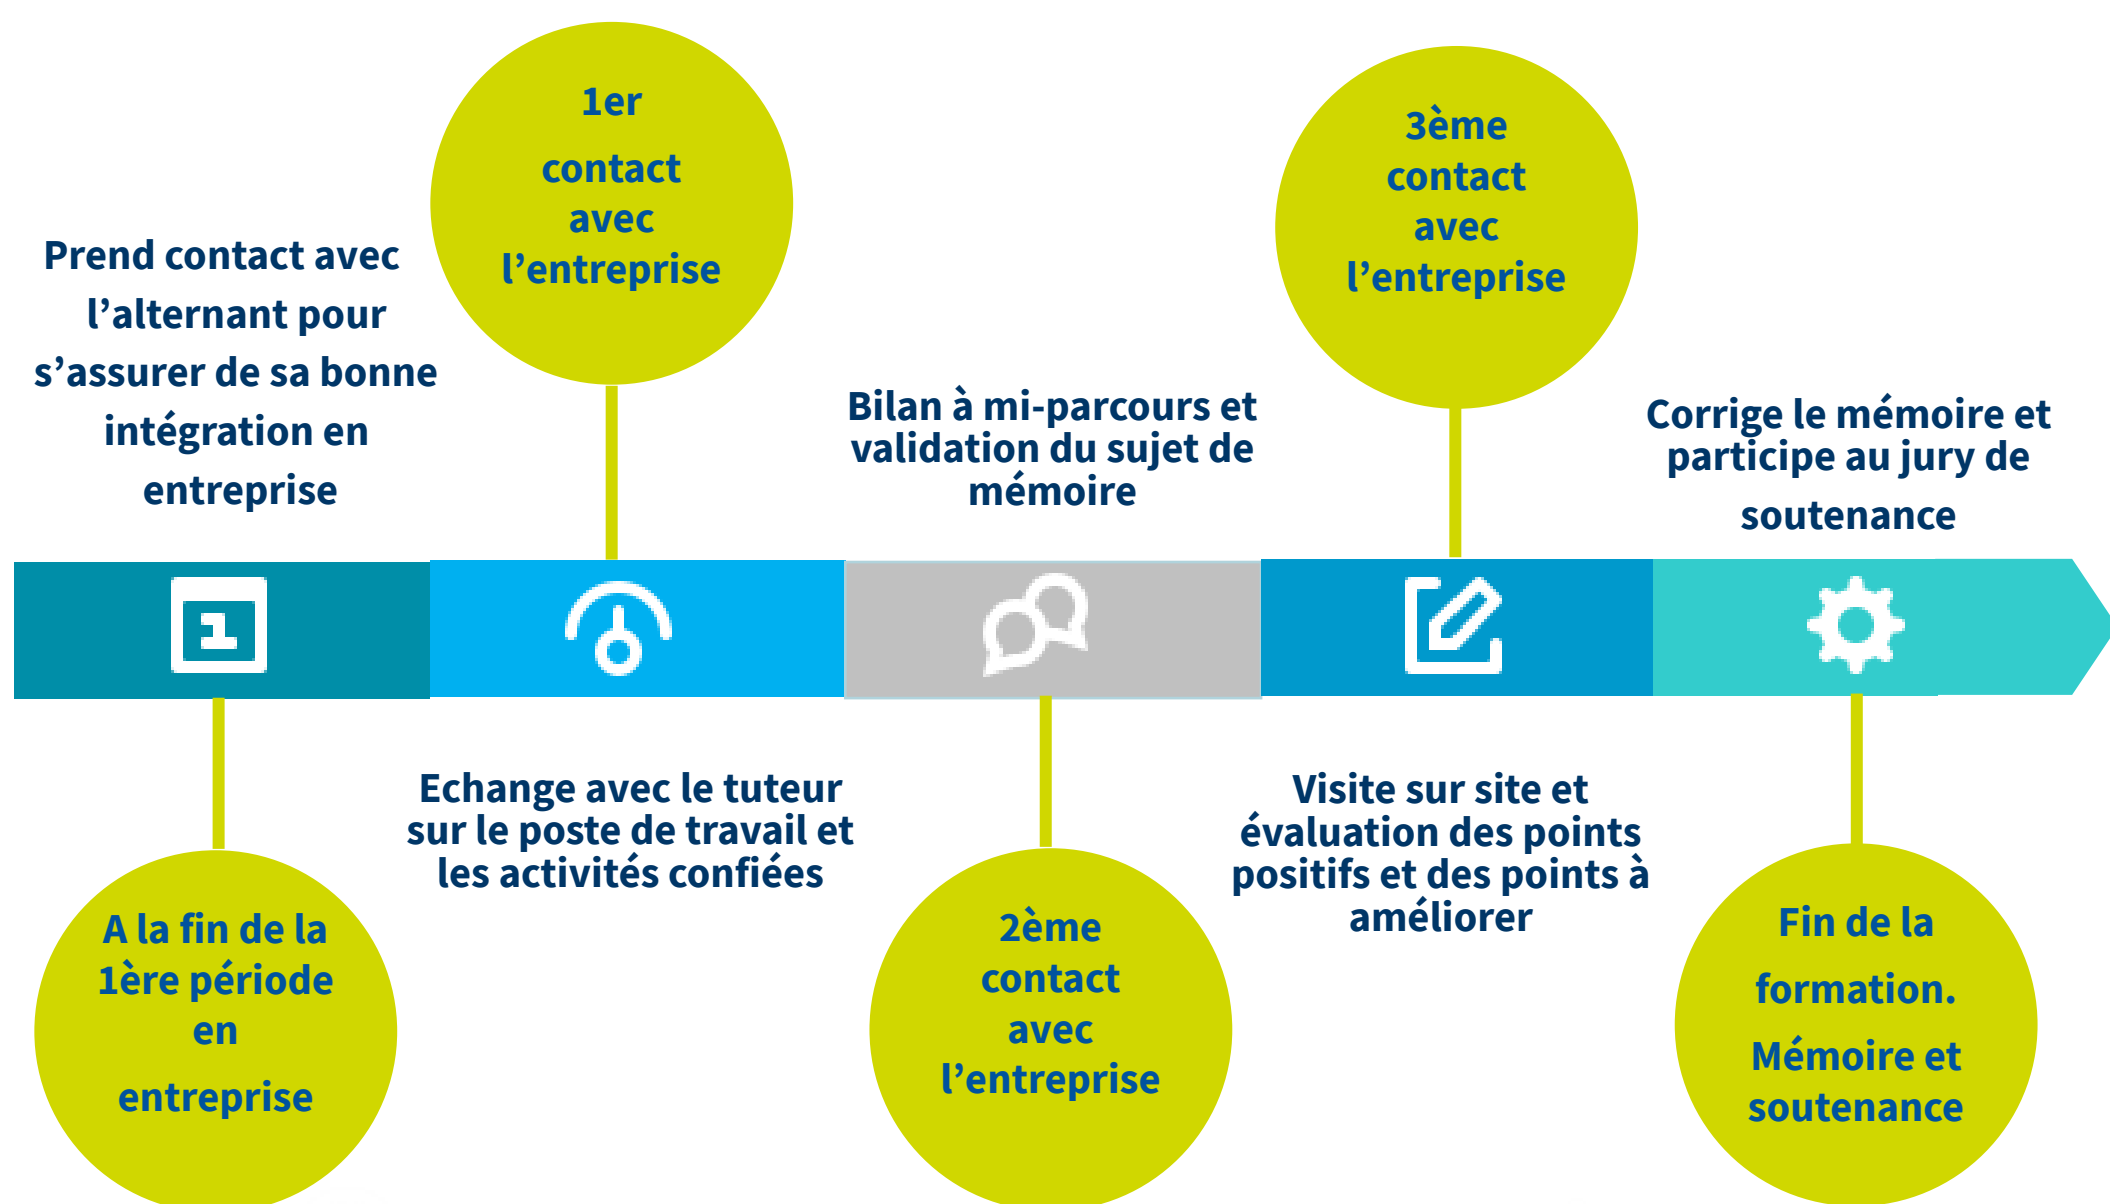 Prend contact avec
l’alternant pour
s’assurer de sa bonne
intégration en
entreprise
1
A la fin de la
1ère période
en
entreprise
1er
contact
avec
l’entreprise
Echange avec le tuteur
sur le poste de travail et
les activités confiées
Bilan à mi-parcours et
validation du sujet de
mémoire
2ème
contact
avec
l’entreprise
3ème
contact
avec
l’entreprise
Visite sur site et
évaluation des points
positifs et des points à
améliorer
Corrige le mémoire et
participe au jury de
soutenance
Fin de la
formation.
Mémoire et
soutenance